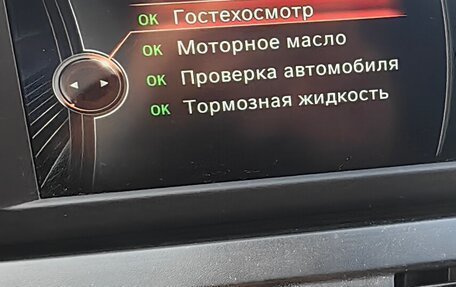 OK Гостехосмотр
OK Моторное масло
OK Проверка автомобиля
OK Тормозная жидкость